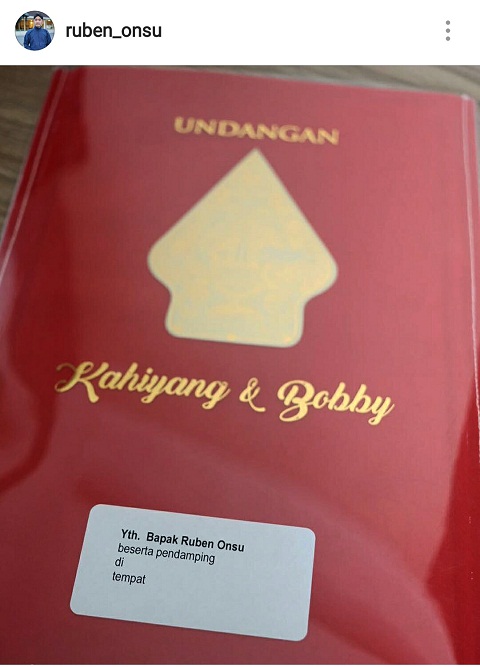 ruben_onsu
UNDANGAN
Kahiyang & Bobby
Yth. Bapak Ruben Onsu
beserta pendamping
di
tempat